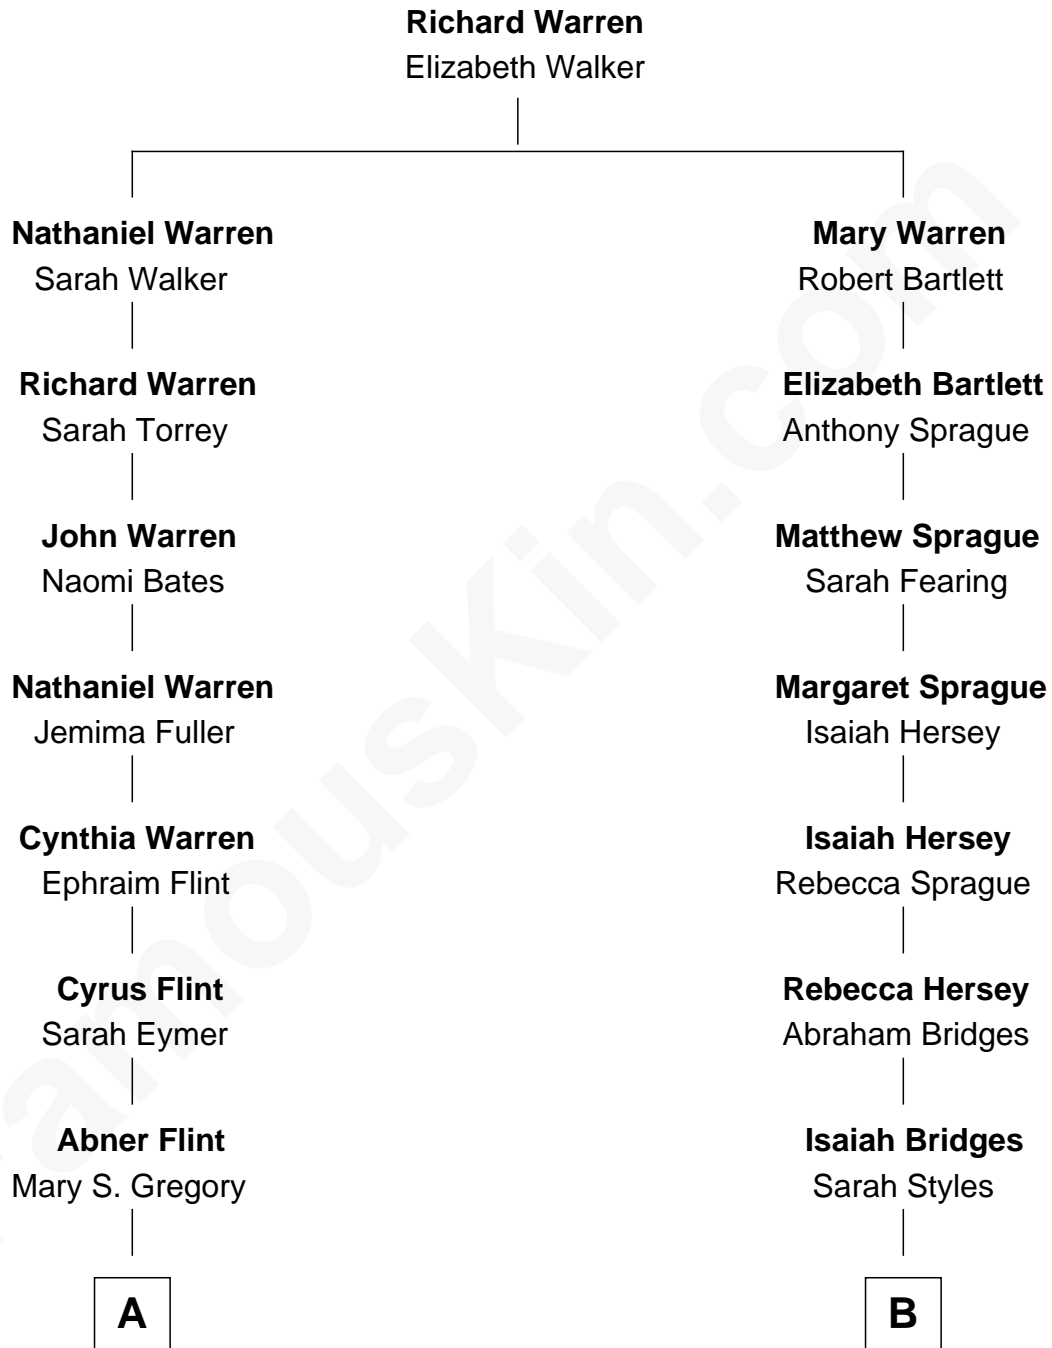 Richard Warren
Elizabeth Walker
Nathaniel Warren
Sarah Walker
Mary Warren
Robert Bartlett
Richard Warren
Sarah Torrey
Elizabeth Bartlett
Anthony Sprague
John Warren
Naomi Bates
Matthew Sprague
Sarah Fearing
Nathaniel Warren
Jemima Fuller
Margaret Sprague
Isaiah Hersey
Cynthia Warren
Ephraim Flint
Isaiah Hersey
Rebecca Sprague
Cyrus Flint
Sarah Eymer
Rebecca Hersey
Abraham Bridges
Abner Flint
Mary S. Gregory
Isaiah Bridges
Sarah Styles
A
B
famouskin.com